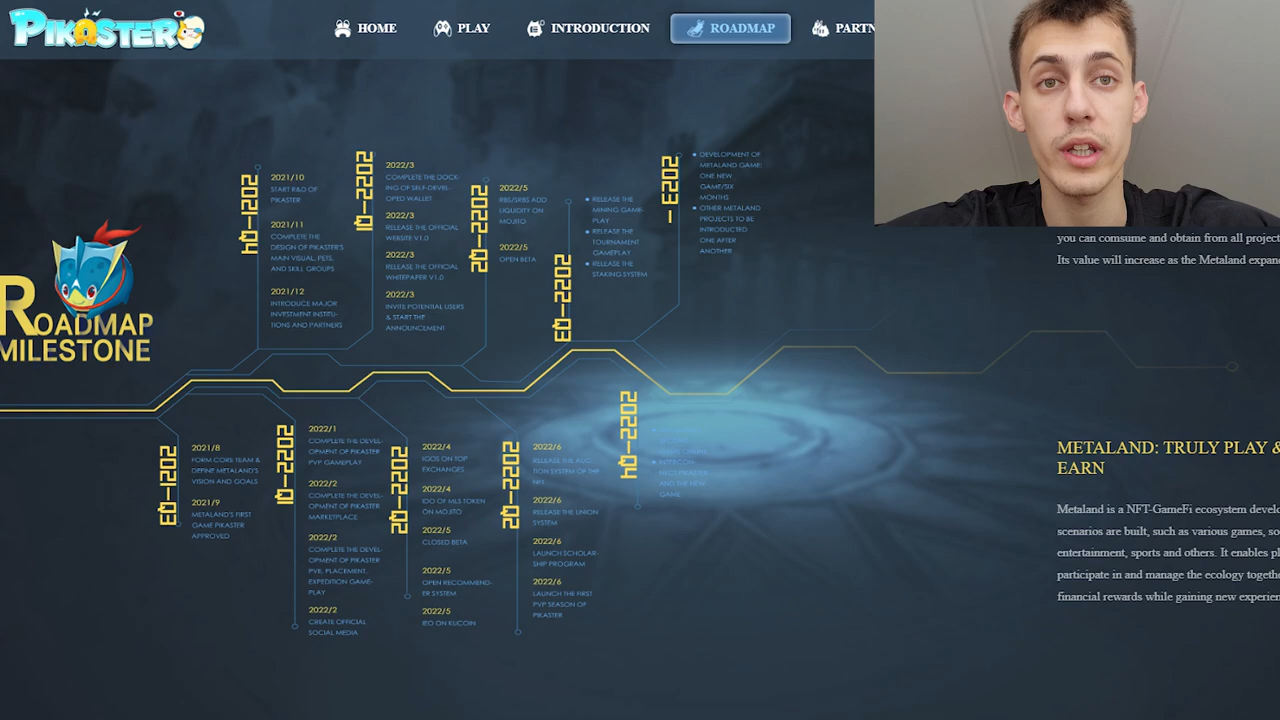 PIKASTER
HOME
PLAY
INTRODUCTION
ROADMAP
PARTN
ROADMAP
MILESTONE
2021-Q4
2021/10
START R&D OF
PIKASTER
2021/11
COMPLETE THE
DESIGN OF PIKASTER'S
MAIN VISUAL, PETS,
AND SKILL GROUPS
2021/12
INTRODUCE MAJOR
INVESTMENT INSTITU-
TIONS AND PARTNERS
2022-Q1
2022/3
COMPLETE THE DOCK-
ING OF SELF-DEVEL-
OPED WALLET
2022/3
RELEASE THE OFFICIAL
WEBSITE V1.0
2022/3
RELEASE THE OFFICIAL
WHITEPAPER V1.0
2022/3
INVITE POTENTIAL USERS
& START THE
ANNOUNCEMENT
2022-Q2
2022/5
RBS/SRBS ADD
LIQUIDITY ON
MOJITO
2022/5
OPEN BETA
2022-Q3
RELEASE THE
MINING GAME-
PLAY
RELEASE THE
TOURNAMENT
GAMEPLAY
RELEASE THE
STAKING SYSTEM
2023 -
DEVELOPMENT OF
METALAND GAME:
ONE NEW
GAME/SIX
MONTHS
OTHER METALAND
PROJECTS TO BE
INTRODUCED
ONE AFTER
ANOTHER
2021-Q3
2021/8
FORM CORE TEAM &
DEFINE METALAND'S
VISION AND GOALS
2021/9
METALAND'S FIRST
GAME PIKASTER
APPROVED
2022-Q1
2022/1
COMPLETE THE DEVEL-
OPMENT OF PIKASTER
PVP GAMEPLAY
2022/2
COMPLETE THE DEVEL-
OPMENT OF PIKASTER
MARKETPLACE
2022/2
COMPLETE THE DEVEL-
OPMENT OF PIKASTER
PVE, PLACEMENT,
EXPEDITION GAME-
PLAY
2022/2
CREATE OFFICIAL
SOCIAL MEDIA
2022-Q2
2022/4
IGOS ON TOP
EXCHANGES
2022/4
IDO OF MLS TOKEN
ON MOJITO
2022/5
CLOSED BETA
2022/5
OPEN RECOMMEND-
ER SYSTEM
2022/5
IEO ON KUCOIN
2022-Q2
2022/6
RELEASE THE AUC-
TION SYSTEM OF THE
NFT
2022/6
RELEASE THE UNION
SYSTEM
2022/6
LAUNCH SCHOLAR-
SHIP PROGRAM
2022/6
LAUNCH THE FIRST
PVP SEASON OF
PIKASTER
2022-Q4
GAME ONLINE
NFTS PIKASTER
AND THE NEW
GAME
you can comsume and obtain from all project
Its value will increase as the Metaland expan
METALAND: TRULY PLAY &
EARN
Metaland is a NFT-GameFi ecosystem develo
scenarios are built, such as various games, so
entertainment, sports and others. It enables pl
participate in and manage the ecology togethe
financial rewards while gaining new experien